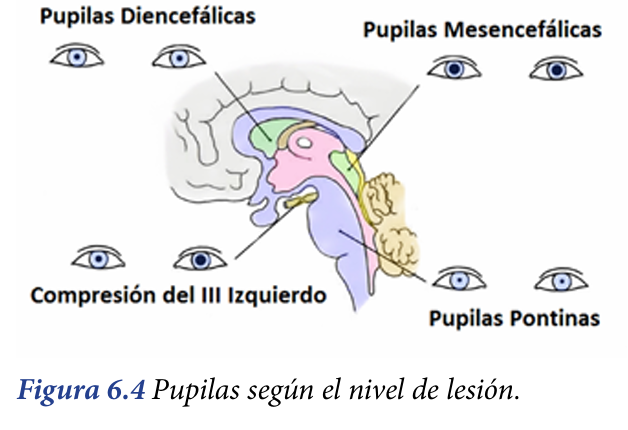 Pupilas Diencefálicas
Pupilas Mesencefálicas
Compresión del III Izquierdo
Pupilas Pontinas
Figura 6.4 Pupilas según el nivel de lesión.